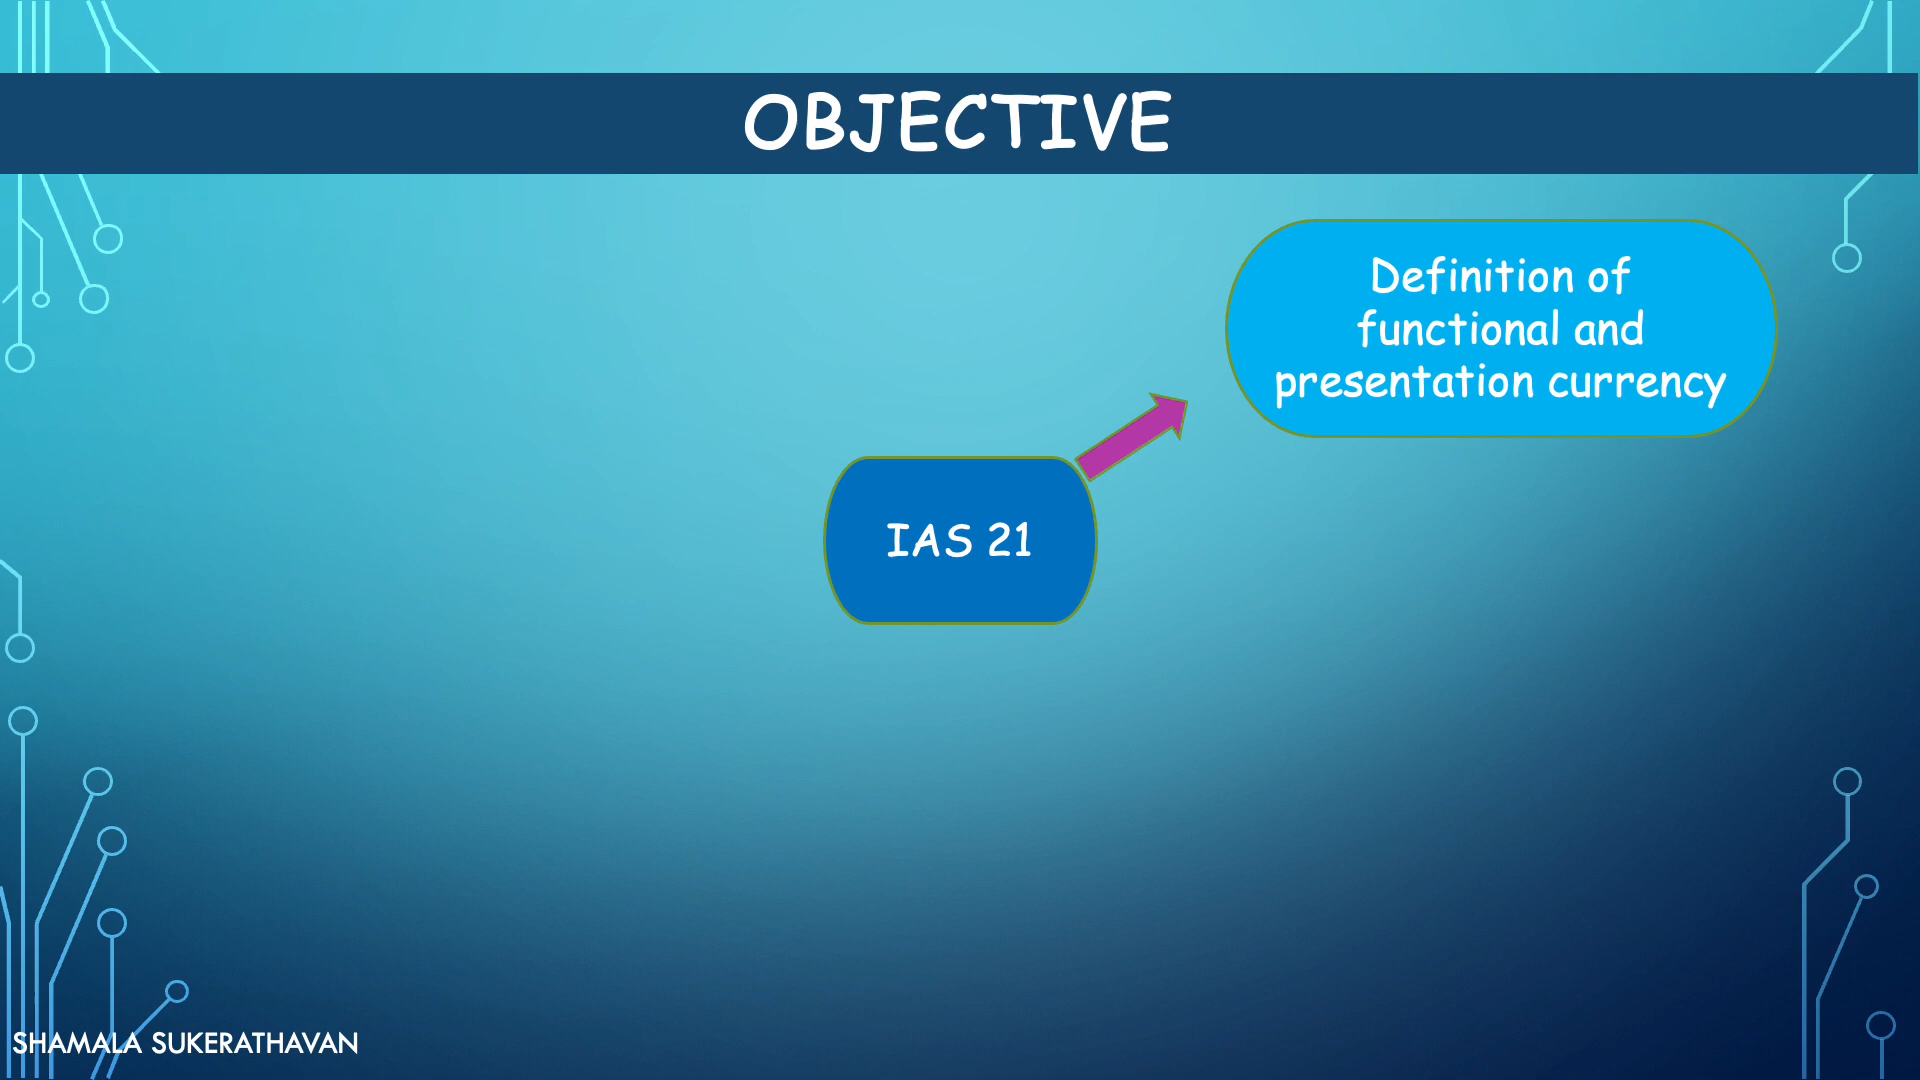 OBJECTIVE
Definition of
functional and
presentation currency
IAS 21
SHAMALA SUKERATHAVAN